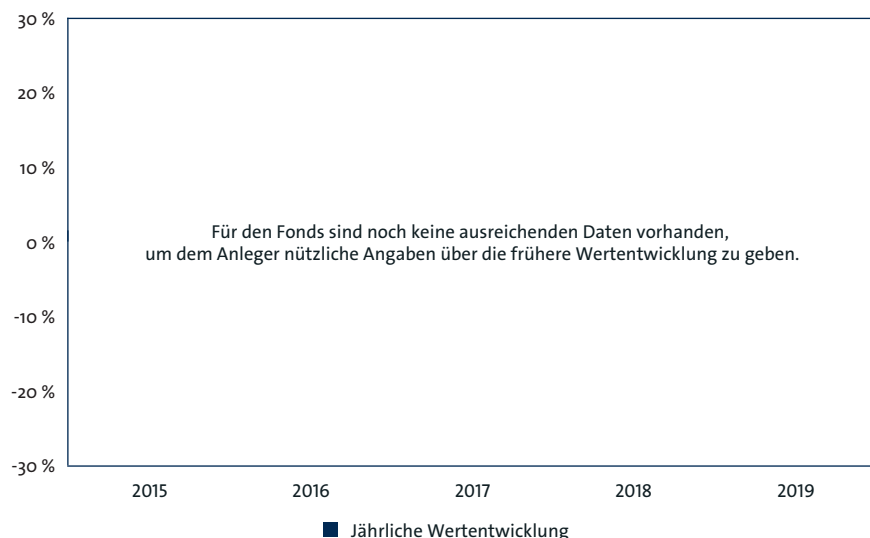 30 %
20 %
10 %
0 %
-10 %
-20 %
-30 %
Für den Fonds sind noch keine ausreichenden Daten vorhanden,
um dem Anleger nützliche Angaben über die frühere Wertentwicklung zu geben.
2015 2016 2017 2018 2019
Jährliche Wertentwicklung